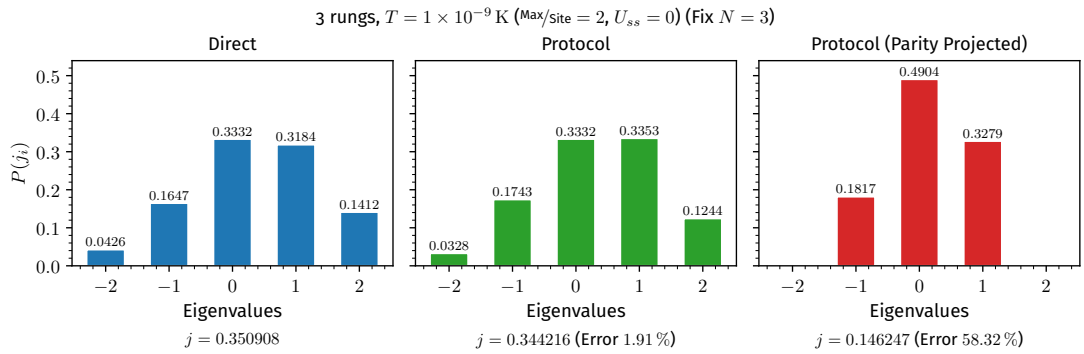 3 rungs, T = 1 × 10⁻⁹ K (Max/Site = 2, Uₛₛ = 0) (Fix N = 3)
Direct
Protocol
Protocol (Parity Projected)
P(jᵢ)
0.5
0.4
0.3
0.2
0.1
0.0
0.0426
0.1647
0.3332
0.3184
0.1412
0.0328
0.1743
0.3332
0.3353
0.1244
0.1817
0.4904
0.3279
−2 −1 0 1 2
−2 −1 0 1 2
−2 −1 0 1 2
Eigenvalues
Eigenvalues
Eigenvalues
j = 0.350908
j = 0.344216 (Error 1.91 %)
j = 0.146247 (Error 58.32 %)